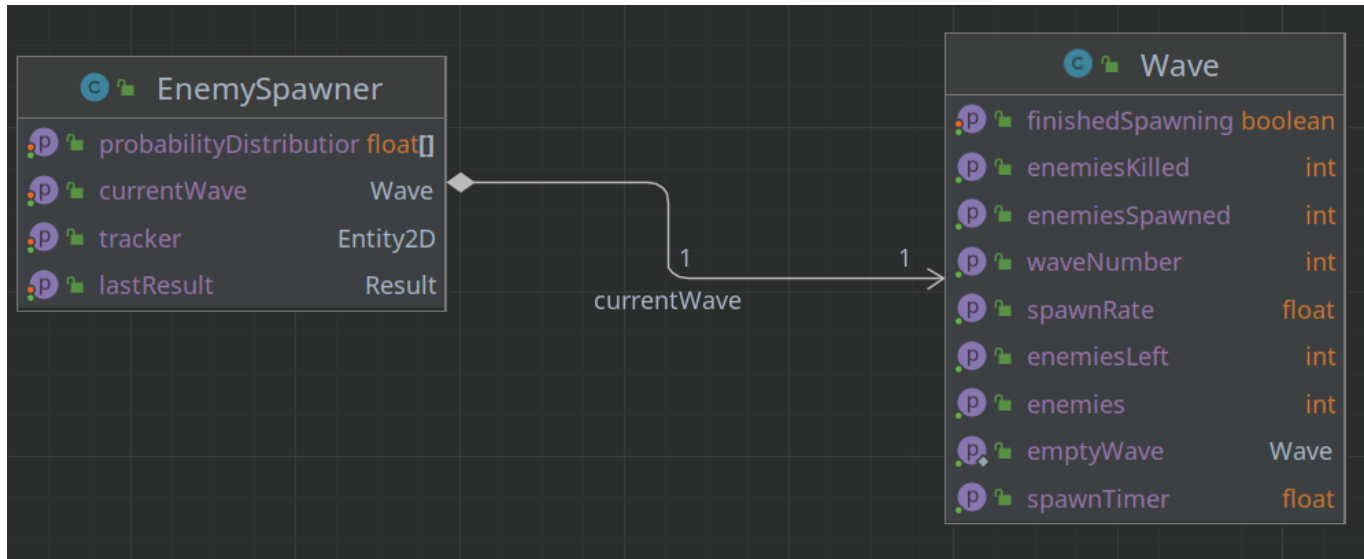 EnemySpawner
probabilityDistribution float[]
currentWave Wave
tracker Entity2D
lastResult Result
1 1
currentWave
Wave
finishedSpawning boolean
enemiesKilled int
enemiesSpawned int
waveNumber int
spawnRate float
enemiesLeft int
enemies int
emptyWave Wave
spawnTimer float